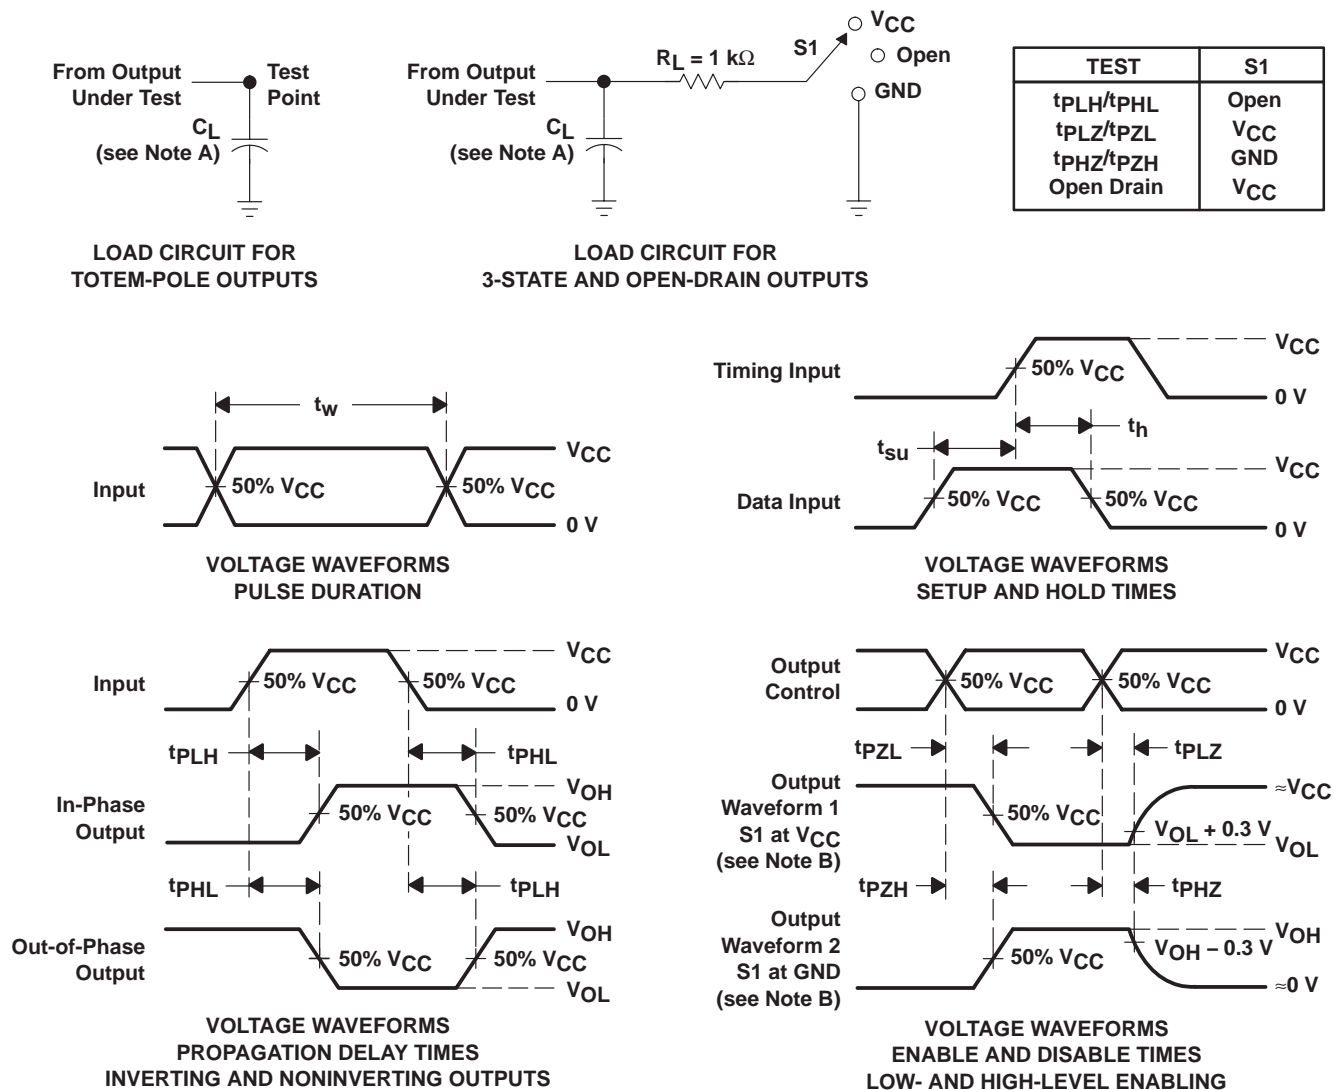 From Output
Under Test
Test
Point
CL
(see Note A)
LOAD CIRCUIT FOR
TOTEM-POLE OUTPUTS
From Output
Under Test
RL = 1 kΩ
S1
VCC
Open
GND
CL
(see Note A)
LOAD CIRCUIT FOR
3-STATE AND OPEN-DRAIN OUTPUTS
TEST S1
tPLH/tPHL Open
tPLZ/tPZL VCC
tPHZ/tPZH GND
Open Drain VCC
tw
Input
50% VCC
50% VCC
VCC
0 V
VOLTAGE WAVEFORMS
PULSE DURATION
Timing Input
50% VCC
VCC
0 V
th
tsu
Data Input
50% VCC
50% VCC
VCC
0 V
VOLTAGE WAVEFORMS
SETUP AND HOLD TIMES
Input
50% VCC
50% VCC
VCC
0 V
tPLH
tPHL
In-Phase
Output
50% VCC
50% VCC
VOH
VOL
tPHL
tPLH
Out-of-Phase
Output
50% VCC
50% VCC
VOH
VOL
VOLTAGE WAVEFORMS
PROPAGATION DELAY TIMES
INVERTING AND NONINVERTING OUTPUTS
Output
Control
50% VCC
50% VCC
VCC
0 V
tPZL
tPLZ
Output
Waveform 1
S1 at VCC
(see Note B)
50% VCC
≈VCC
VOL + 0.3 V
VOL
tPZH
tPHZ
Output
Waveform 2
S1 at GND
(see Note B)
50% VCC
VOH
VOH – 0.3 V
≈0 V
VOLTAGE WAVEFORMS
ENABLE AND DISABLE TIMES
LOW- AND HIGH-LEVEL ENABLING